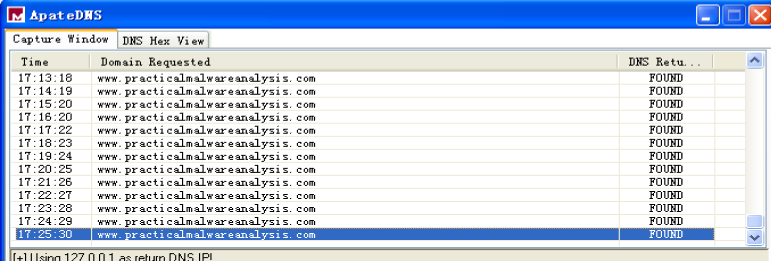 ApateDNS
Capture Window DNS Hex View
Time Domain Requested DNS Retu...
17:13:18 www.practicalmalwareanalysis.com FOUND
17:14:19 www.practicalmalwareanalysis.com FOUND
17:15:20 www.practicalmalwareanalysis.com FOUND
17:16:20 www.practicalmalwareanalysis.com FOUND
17:17:22 www.practicalmalwareanalysis.com FOUND
17:18:23 www.practicalmalwareanalysis.com FOUND
17:19:24 www.practicalmalwareanalysis.com FOUND
17:20:25 www.practicalmalwareanalysis.com FOUND
17:21:26 www.practicalmalwareanalysis.com FOUND
17:22:27 www.practicalmalwareanalysis.com FOUND
17:23:28 www.practicalmalwareanalysis.com FOUND
17:24:29 www.practicalmalwareanalysis.com FOUND
17:25:30 www.practicalmalwareanalysis.com FOUND
[+] Using 127.0.0.1 as return DNS IP!